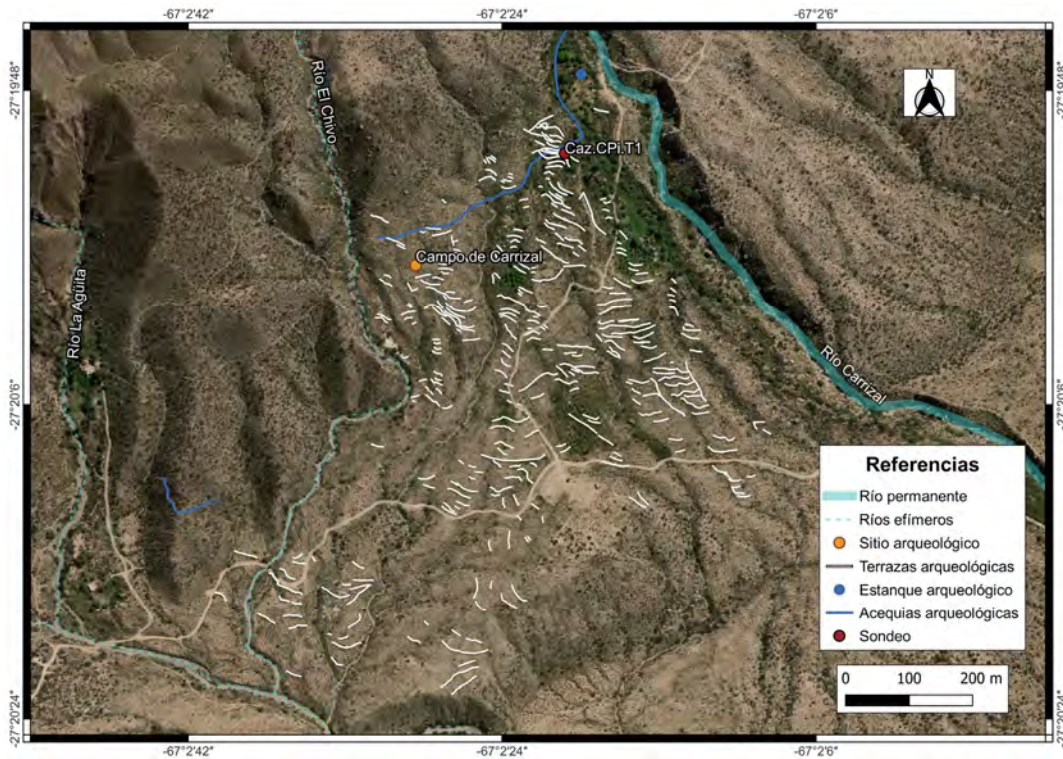 -67°2'42"
-67°2'24"
-67°2'6"
-27°19'48"
-27°19'48"
N
Río El Chivo
Caz.CPi.T1
Campo de Carrizal
Río La Agüita
Río Carrizal
-27°20'6"
-27°20'6"
Referencias
Río permanente
Ríos efímeros
Sitio arqueológico
Terrazas arqueológicas
Estanque arqueológico
Acequias arqueológicas
Sondeo
0 100 200 m
-27°20'24"
-27°20'24"
-67°2'42"
-67°2'24"
-67°2'6"